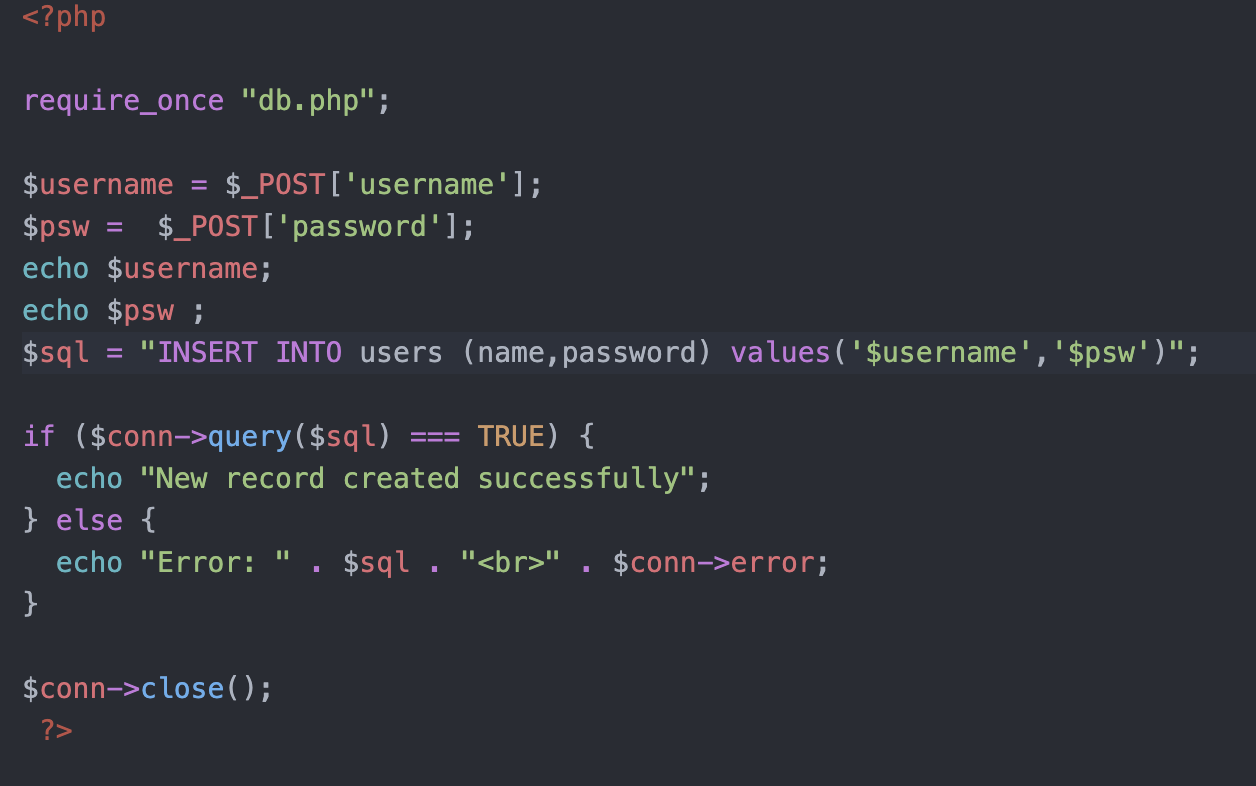 <?php
require_once "db.php";
$username = $_POST['username'];
$psw =  $_POST['password'];
echo $username;
echo $psw ;
$sql = "INSERT INTO users (name,password) values('$username','$psw')";
if ($conn->query($sql) === TRUE) {
  echo "New record created successfully";
} else {
  echo "Error: " . $sql . "<br>" . $conn->error;
}
$conn->close();
 ?>